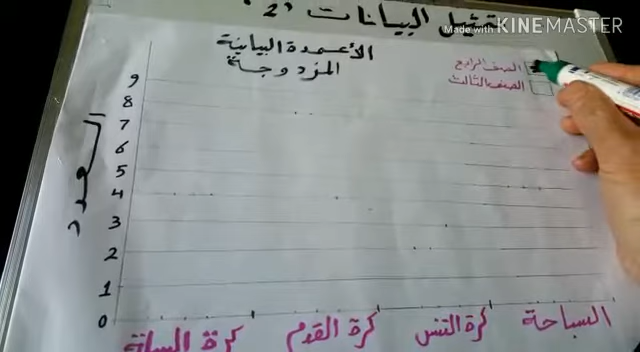 تمثيل البيانات "2"
Made with KINEMASTER
الأعمدة البيانية
المزدوجة
الصف الرابع
الصف الثالث
العدد
9
8
7
6
5
4
3
2
1
0
السباحة
كرة التنس
كرة القدم
كرة السلة